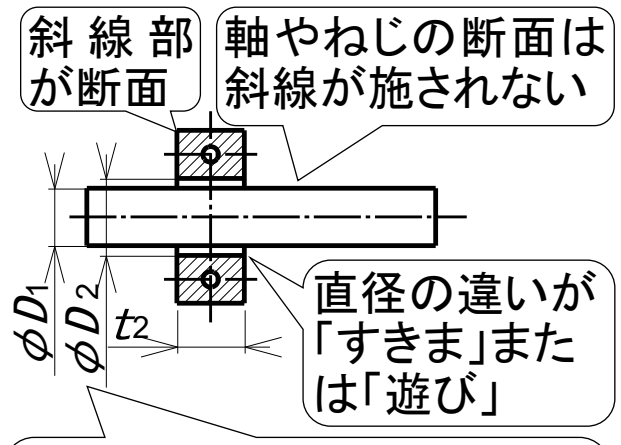 斜線部
が断面
軸やねじの断面は
斜線が施されない
φD1
φD2
t2
直径の違いが
「すきま」また
は「遊び」